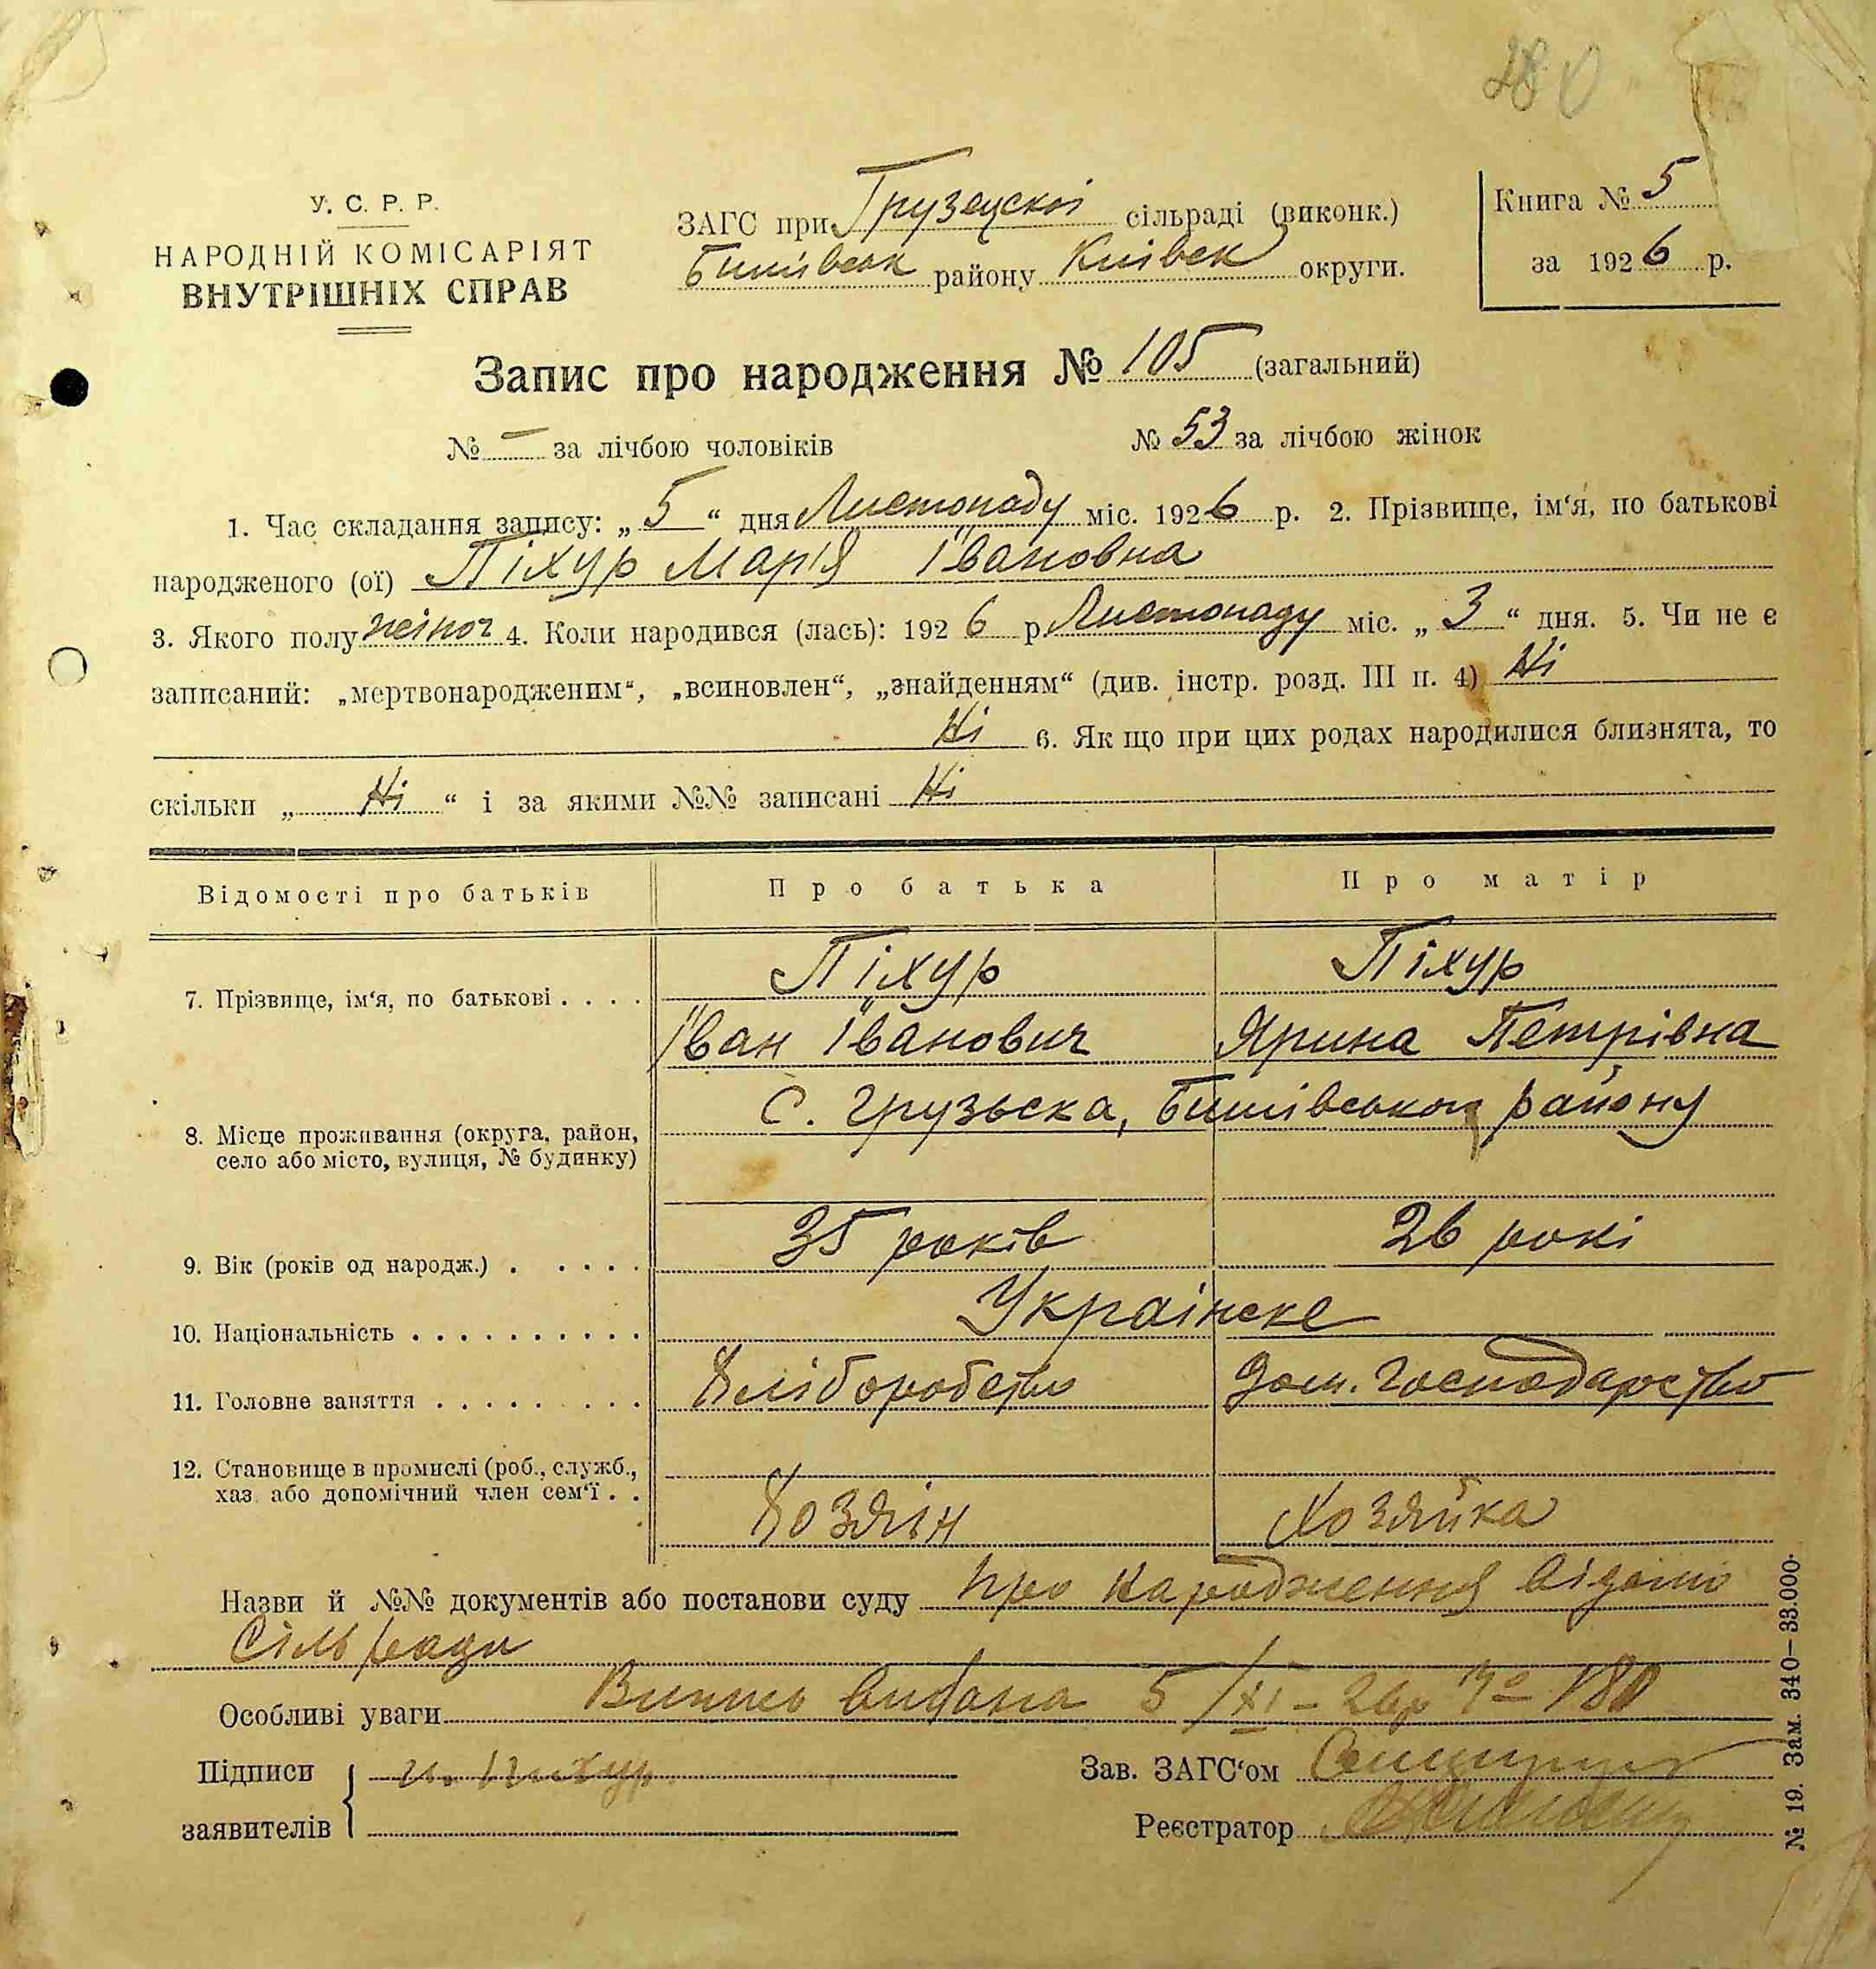 280
У. С. Р. Р.
НАРОДНІЙ КОМІСАРІЯТ
ВНУТРІШНІХ СПРАВ
ЗАГС при Грузецскої сільраді (виконк.)
Бишівськ району Київськ округи.
Книга № 5
за 1926 р.
Запис про народження № 105 (загальний)
№ — за лічбою чоловіків № 53 за лічбою жінок
1. Час складання запису: „ 5 “ дня Листопаду міс. 1926 р. 2. Прізвище, ім‘я, по батькові
народженого (ої) Піхур Марія Івановна
3. Якого полу жіноч 4. Коли народився (лась): 1926 р. Листопаду міс. „ 3 “ дня. 5. Чи не є
записаний: „мертвонародженим“, „всиновлен“, „знайденням“ (див. інстр. розд. III п. 4) Ні
Ні 6. Як що при цих родах народилися близнята, то
скільки „ Ні “ і за якими №№ записані Ні
Відомості про батьків Про батька Про матір
7. Прізвище, ім‘я, по батькові . . . . Піхур Піхур
Іван Іванович Ярина Петрівна
8. Місце проживання (округа, район, С. Грузьска, Бишівського району
село або місто, вулиця, № будинку)
9. Вік (років од народж.) . . . . . 35 років 26 рокі
10. Національність . . . . . . . . . . Украінске
11. Головне заняття . . . . . . . . . Хліборобство Дом. Господарство
12. Становище в промислі (роб., служб.,
хаз. або допомічний член сем‘ї . . Хозяін Хозяйка
Назви й №№ документів або постанови суду про народження відомо
Сільради
Особливі уваги Випись видана 5/XI – 26р № 180
Підписи
заявителів
и. Пихур.
Зав. ЗАГС‘ом
Реєстратор
№ 19. Зам. 340–33.000.